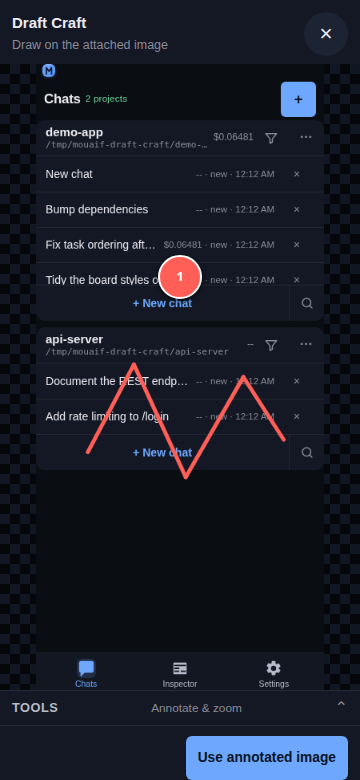 Draft Craft
Draw on the attached image
M
Chats 2 projects +
demo-app $0.06481 ...
/tmp/mouaif-draft-craft/demo-…
New chat -- · new · 12:12 AM ×
Bump dependencies -- · new · 12:12 AM ×
Fix task ordering aft… $0.06481 · new · 12:12 AM ×
Tidy the board styles -- · new · 12:12 AM ×
1
+ New chat
api-server -- ...
/tmp/mouaif-draft-craft/api-server
Document the REST endp… -- · new · 12:12 AM ×
Add rate limiting to /login -- · new · 12:12 AM ×
+ New chat
Chats Inspector Settings
TOOLS Annotate & zoom
Use annotated image